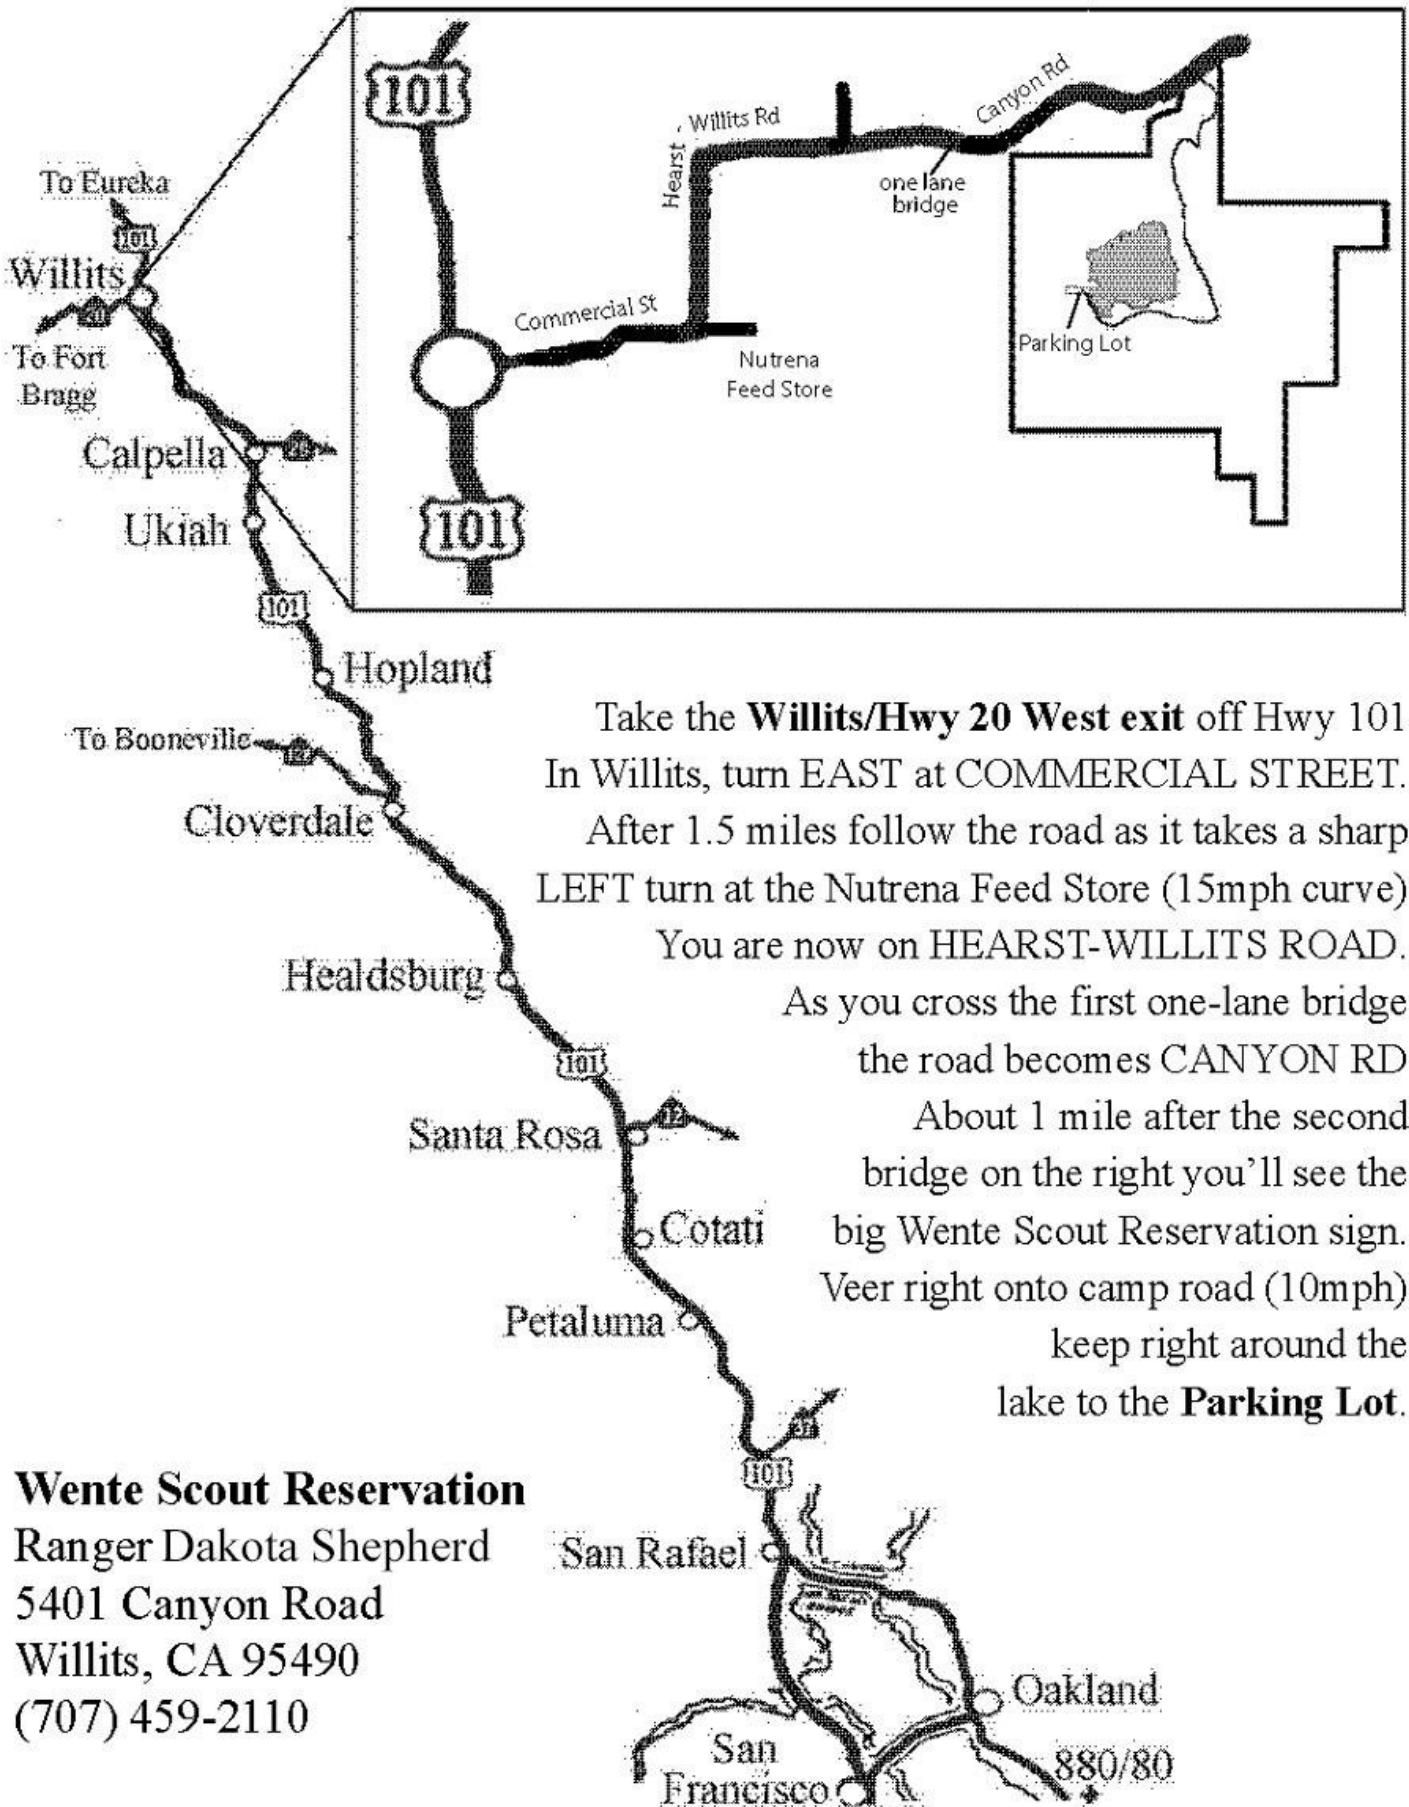 101
Willits Rd
Hearst -
Canyon Rd
one lane
bridge
Commercial St
Nutrena
Feed Store
Parking Lot
101
To Eureka
101
Willits
20
To Fort
Bragg
Calpella
Ukiah
101
Hopland
To Booneville
Cloverdale
Healdsburg
101
Santa Rosa
12
Cotati
Petaluma
37
101
San Rafael
Oakland
San
Francisco
880/80
Take the Willits/Hwy 20 West exit off Hwy 101
In Willits, turn EAST at COMMERCIAL STREET.
After 1.5 miles follow the road as it takes a sharp
LEFT turn at the Nutrena Feed Store (15mph curve)
You are now on HEARST-WILLITS ROAD.
As you cross the first one-lane bridge
the road becomes CANYON RD
About 1 mile after the second
bridge on the right you’ll see the
big Wente Scout Reservation sign.
Veer right onto camp road (10mph)
keep right around the
lake to the Parking Lot.
Wente Scout Reservation
Ranger Dakota Shepherd
5401 Canyon Road
Willits, CA 95490
(707) 459-2110